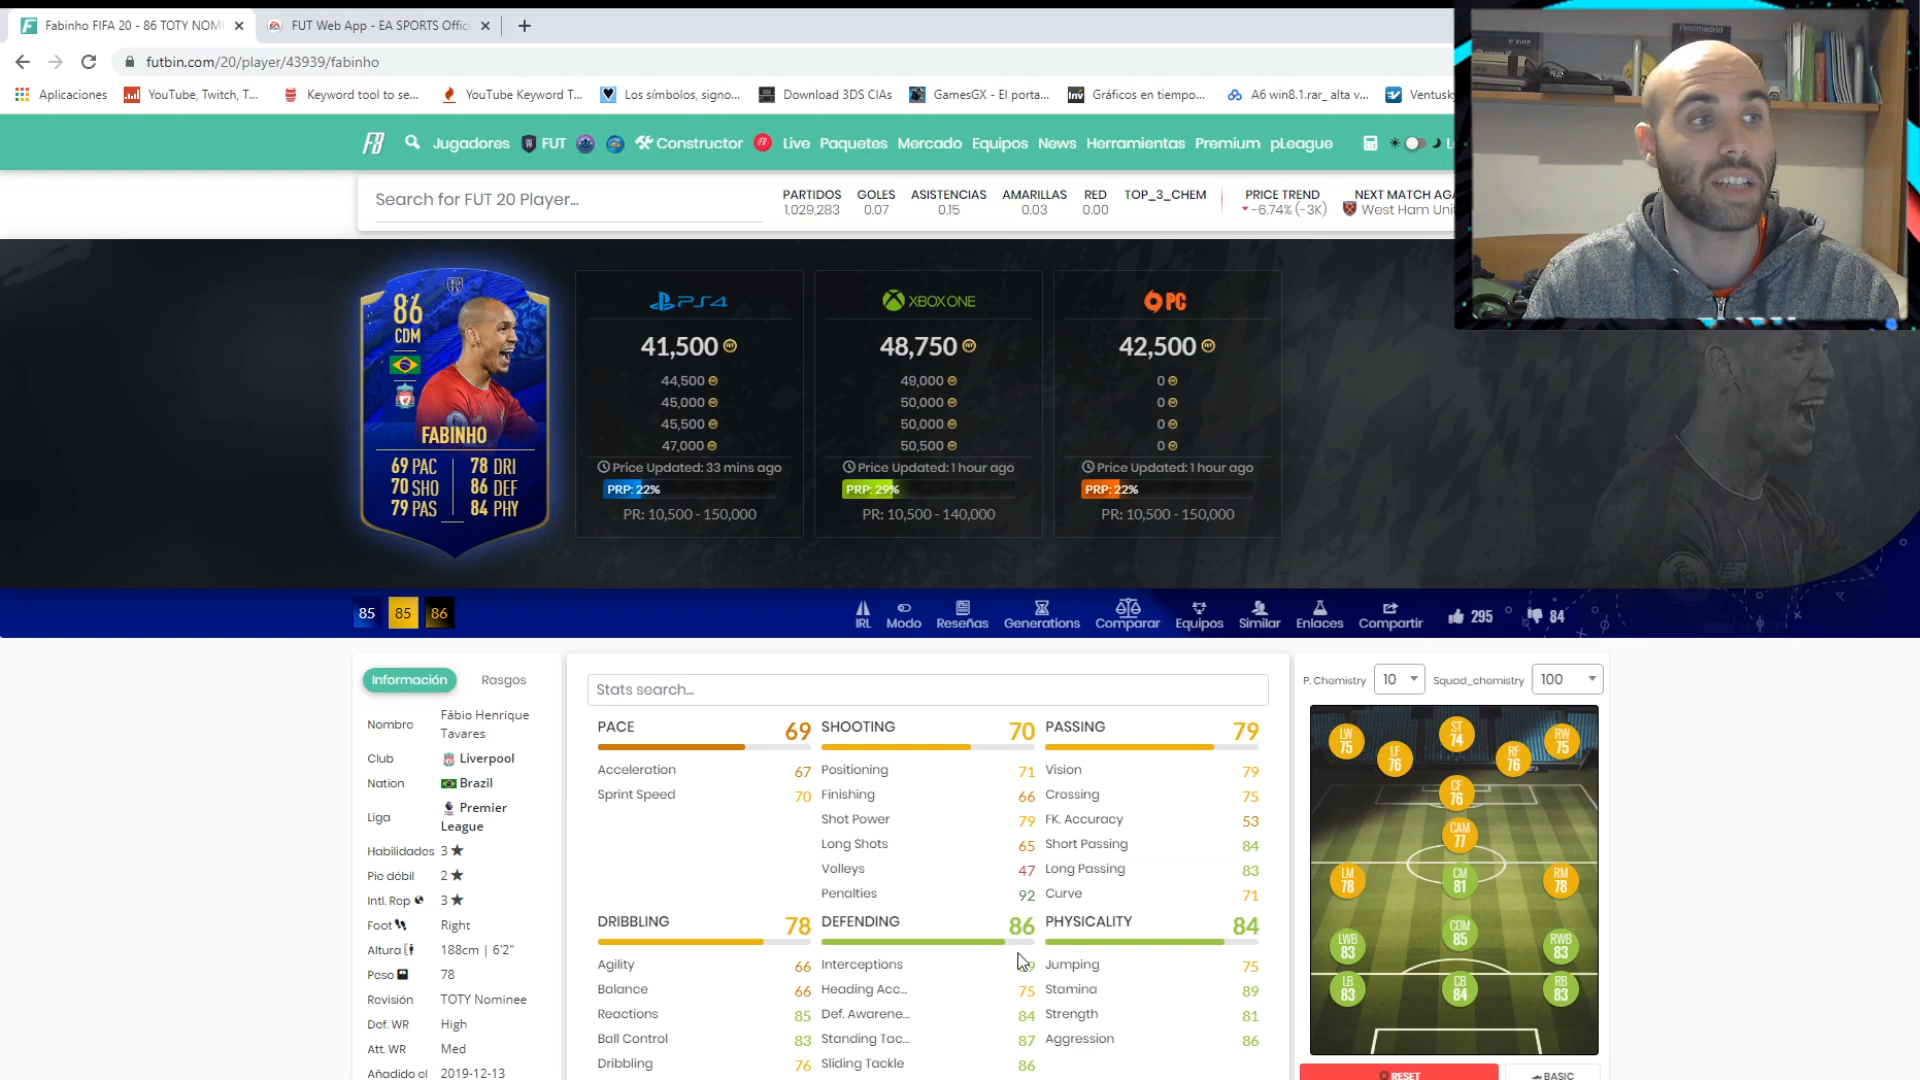 Fabinho FIFA 20 - 86 TOTY NOMI
FUT Web App - EA SPORTS Offic
futbin.com/20/player/43939/fabinho
Aplicaciones
YouTube, Twitch, T...
Keyword tool to se...
YouTube Keyword T...
Los símbolos, signo...
Download 3DS CIAs
GamesGX - El porta...
Gráficos en tiempo...
A6 win8.1.rar_ alta v...
Ventusk
Jugadores FUT Constructor Live Paquetes Mercado Equipos News Herramientas Premium pLeague
Search for FUT 20 Player...
PARTIDOS GOLES ASISTENCIAS AMARILLAS RED TOP_3_CHEM PRICE TREND NEXT MATCH AGA
1,029,283 0.07 0.15 0.03 0.00 -6.74% (-3K) West Ham Uni
86
CDM
FABINHO
69 PAC 78 DRI
70 SHO 86 DEF
79 PAS 84 PHY
PS4
41,500
44,500
45,000
45,500
47,000
Price Updated: 33 mins ago
PRP: 22%
PR: 10,500 - 150,000
XBOX ONE
48,750
49,000
50,000
50,000
50,500
Price Updated: 1 hour ago
PRP: 29%
PR: 10,500 - 140,000
PC
42,500
0
0
0
0
Price Updated: 1 hour ago
PRP: 22%
PR: 10,500 - 150,000
85 85 86
IRL Modo Reseñas Generations Comparar Equipos Similar Enlaces Compartir 295 84
Información Rasgos
Nombre Fábio Henrique
Tavares
Club Liverpool
Nation Brazil
Liga Premier
League
Habilidades 3
Pie débil 2
Intl. Rep 3
Foot Right
Altura 188cm | 6'2"
Peso 78
Revisión TOTY Nominee
Def. WR High
Att. WR Med
Añadido el 2019-12-13
Stats search...
PACE 69
Acceleration 67
Sprint Speed 70
SHOOTING 70
Positioning 71
Finishing 66
Shot Power 79
Long Shots 65
Volleys 47
Penalties 92
PASSING 79
Vision 79
Crossing 75
FK. Accuracy 53
Short Passing 84
Long Passing 83
Curve 71
DRIBBLING 78
Agility 66
Balance 66
Reactions 85
Ball Control 83
Dribbling 76
DEFENDING 86
Interceptions
Heading Acc... 75
Def. Awarene... 84
Standing Tac... 87
Sliding Tackle 86
PHYSICALITY 84
Jumping 75
Stamina 89
Strength 81
Aggression 86
P. Chemistry 10 Squad_chemistry 100
LW 75
ST 74
RW 75
LF 76
RF 76
CF 76
CAM 77
LM 78
CM 81
RM 78
CDM 85
LWB 83
RWB 83
LB 83
CB 84
RB 83
RESET
BASIC